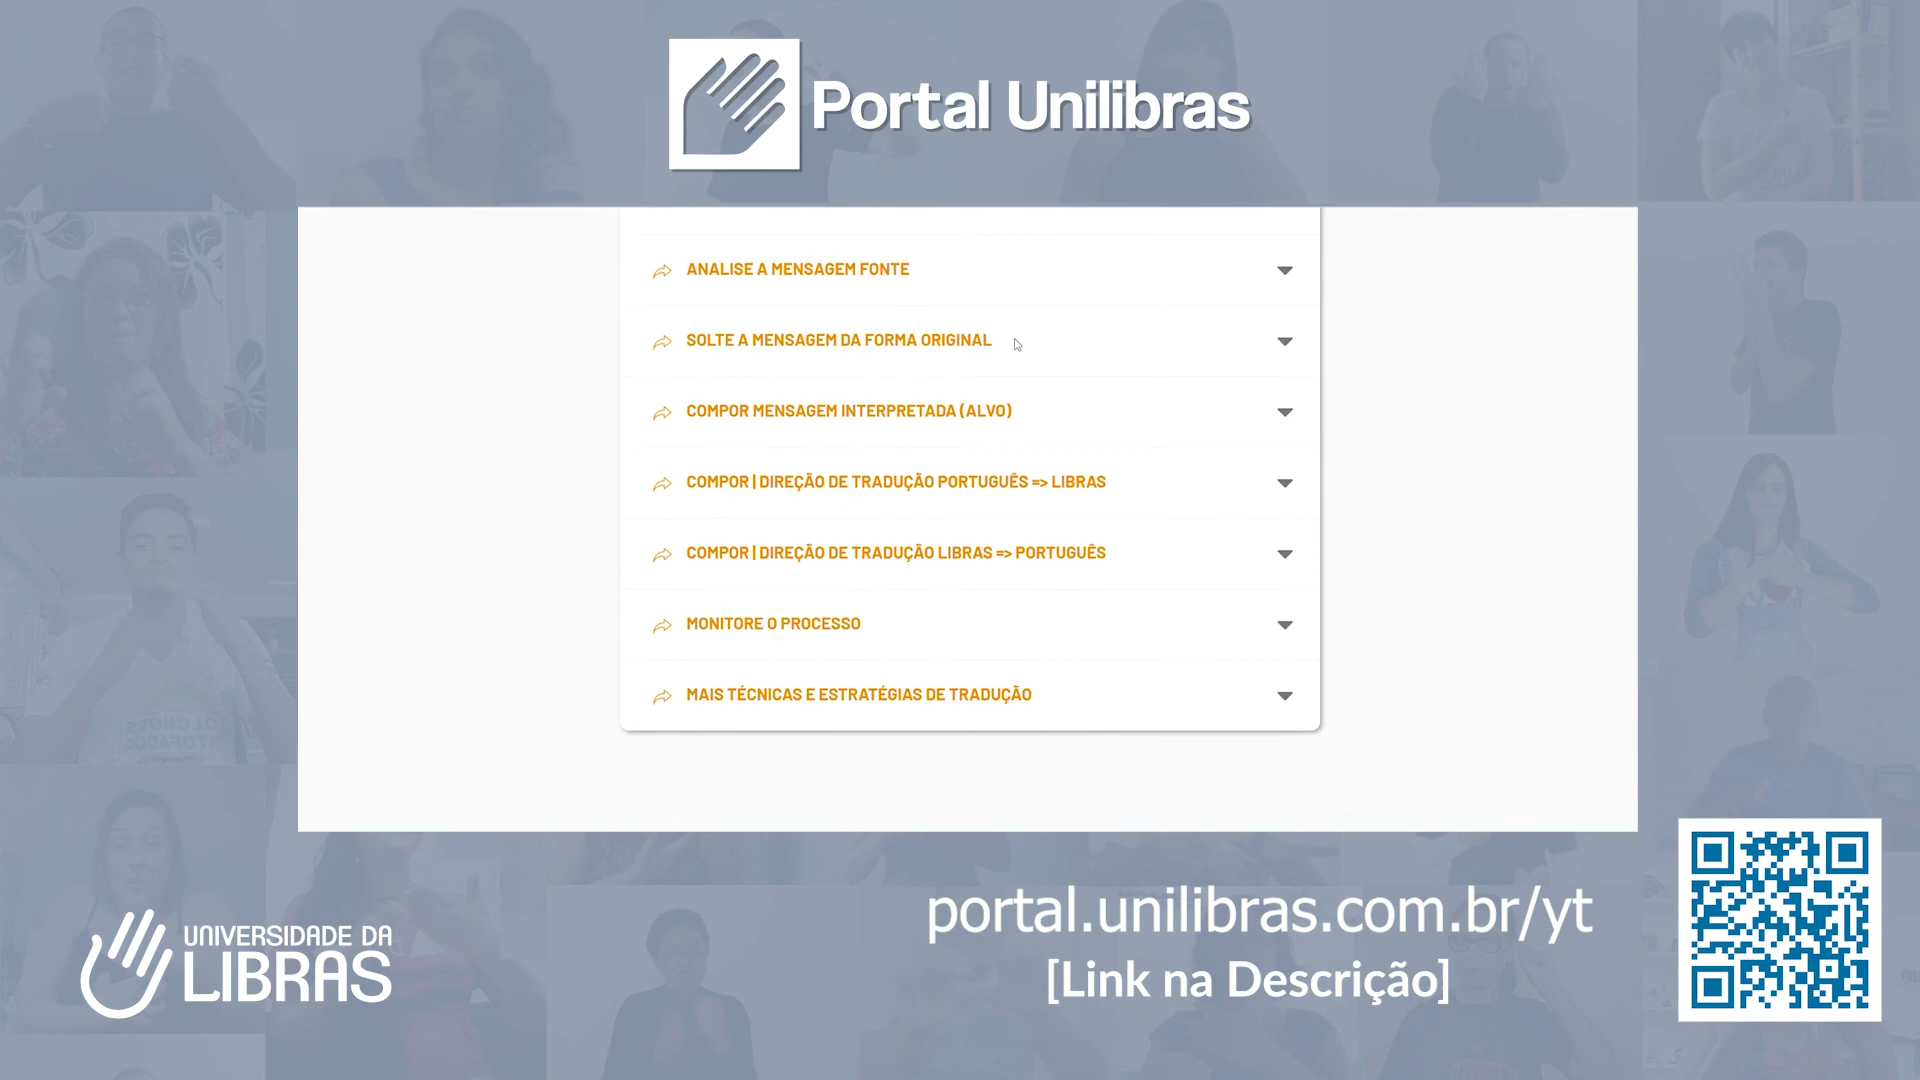 Portal Unilibras
ANALISE A MENSAGEM FONTE
SOLTE A MENSAGEM DA FORMA ORIGINAL
COMPOR MENSAGEM INTERPRETADA (ALVO)
COMPOR | DIREÇÃO DE TRADUÇÃO PORTUGUÊS => LIBRAS
COMPOR | DIREÇÃO DE TRADUÇÃO LIBRAS => PORTUGUÊS
MONITORE O PROCESSO
MAIS TÉCNICAS E ESTRATÉGIAS DE TRADUÇÃO
UNIVERSIDADE DA
LIBRAS
portal.unilibras.com.br/yt
[Link na Descrição]